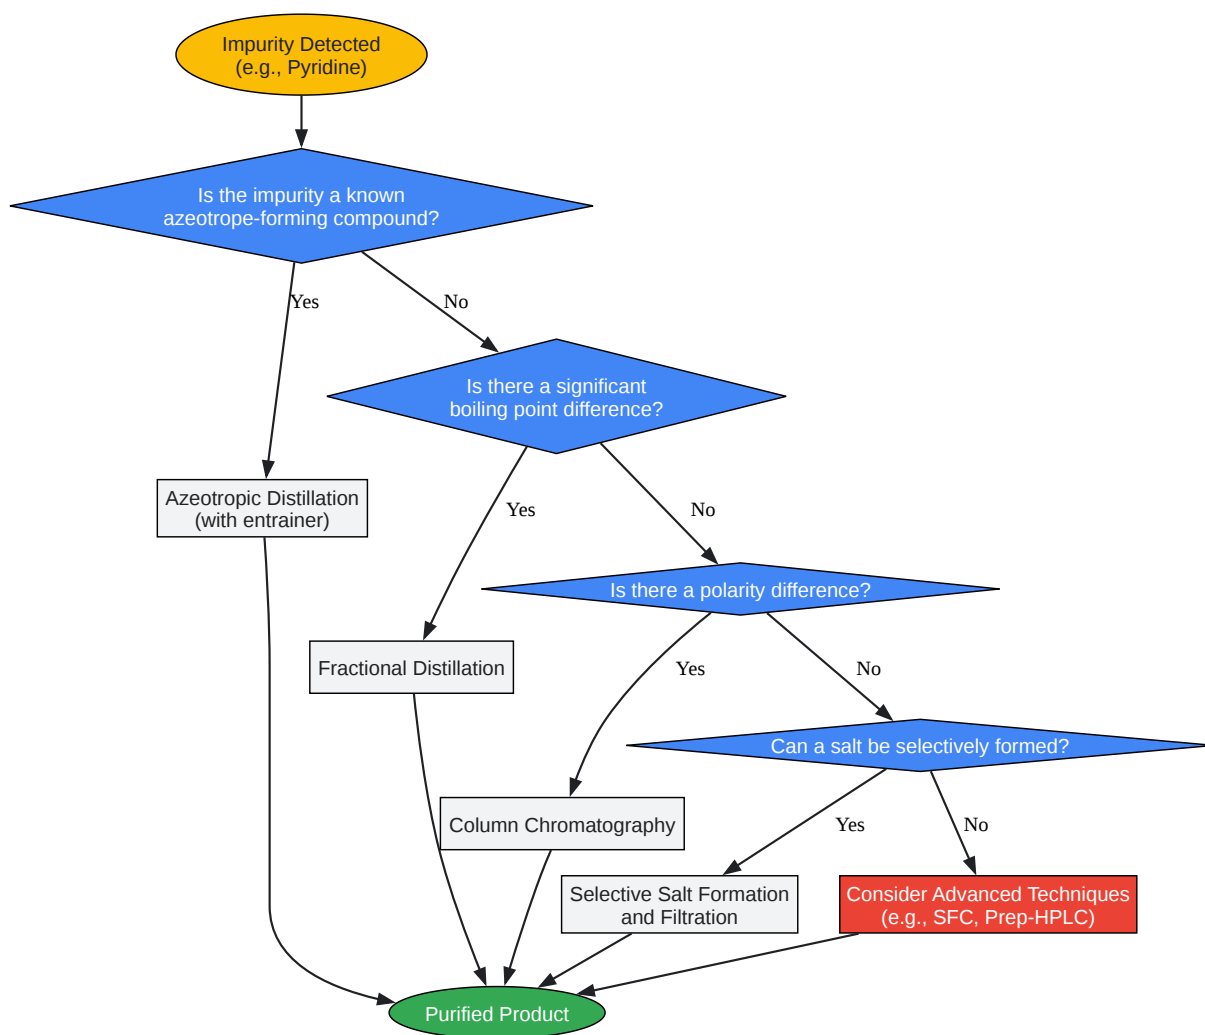 Impurity Detected
(e.g., Pyridine)
Is the impurity a known
azeotrope-forming compound?
Yes
No
Is there a significant
boiling point difference?
Azeotropic Distillation
(with entrainer)
Yes
No
Is there a polarity difference?
Fractional Distillation
Yes
No
Can a salt be selectively formed?
Column Chromatography
Yes
No
Selective Salt Formation
and Filtration
Consider Advanced Techniques
(e.g., SFC, Prep-HPLC)
Purified Product